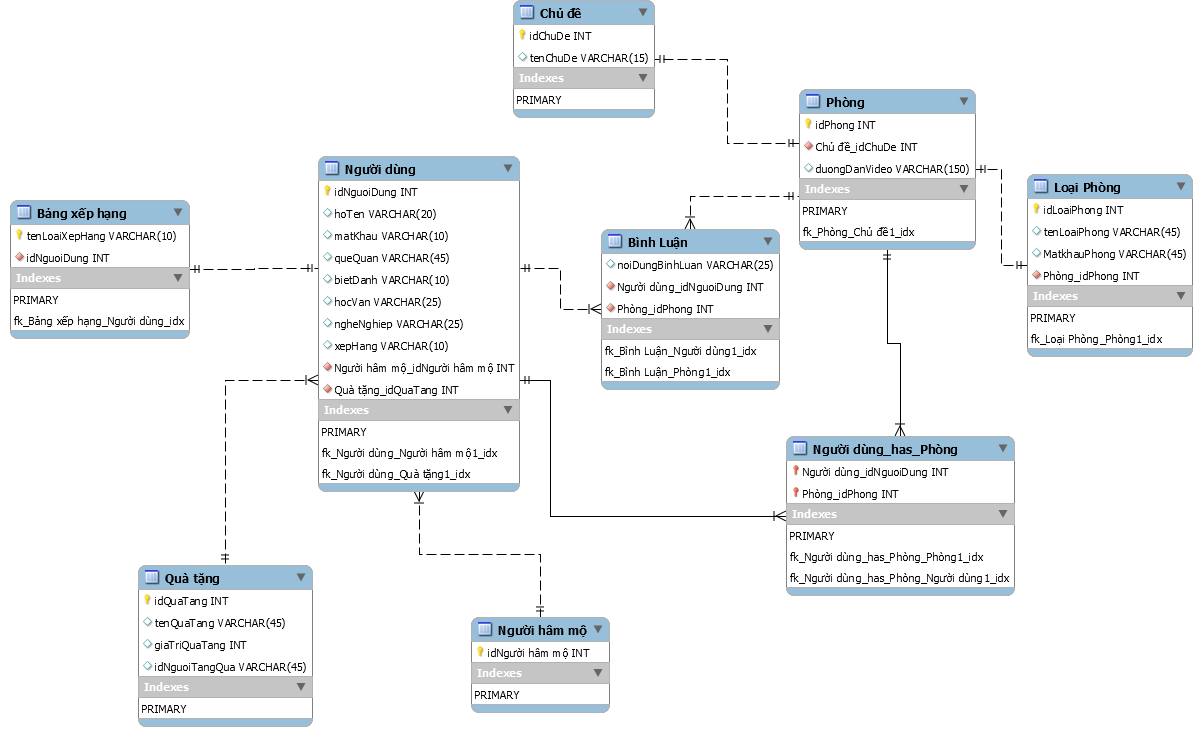 Chủ đề
idChuDe INT
tenChuDe VARCHAR(15)
Indexes
PRIMARY
Phòng
idPhong INT
Chủ đề_idChuDe INT
duongDanVideo VARCHAR(150)
Indexes
PRIMARY
fk_Phòng_Chủ đề1_idx
Người dùng
idNguoiDung INT
hoTen VARCHAR(20)
matKhau VARCHAR(10)
queQuan VARCHAR(45)
bietDanh VARCHAR(10)
hocVan VARCHAR(25)
ngheNghiep VARCHAR(25)
xepHang VARCHAR(10)
Người hâm mộ_idNgười hâm mộ INT
Quà tặng_idQuaTang INT
Indexes
PRIMARY
fk_Người dùng_Người hâm mộ1_idx
fk_Người dùng_Quà tặng1_idx
Loại Phòng
idLoaiPhong INT
tenLoaiPhong VARCHAR(45)
MatkhauPhong VARCHAR(45)
Phòng_idPhong INT
Indexes
PRIMARY
fk_Loại Phòng_Phòng1_idx
Bảng xếp hạng
tenLoaiXepHang VARCHAR(10)
idNguoiDung INT
Indexes
PRIMARY
fk_Bảng xếp hạng_Người dùng_idx
Bình Luận
noiDungBinhLuan VARCHAR(25)
Người dùng_idNguoiDung INT
Phòng_idPhong INT
Indexes
fk_Bình Luận_Người dùng1_idx
fk_Bình Luận_Phòng1_idx
Người dùng_has_Phòng
Người dùng_idNguoiDung INT
Phòng_idPhong INT
Indexes
PRIMARY
fk_Người dùng_has_Phòng_Phòng1_idx
fk_Người dùng_has_Phòng_Người dùng1_idx
Quà tặng
idQuaTang INT
tenQuaTang VARCHAR(45)
giaTriQuaTang INT
idNguoiTangQua VARCHAR(45)
Indexes
PRIMARY
Người hâm mộ
idNgười hâm mộ INT
Indexes
PRIMARY